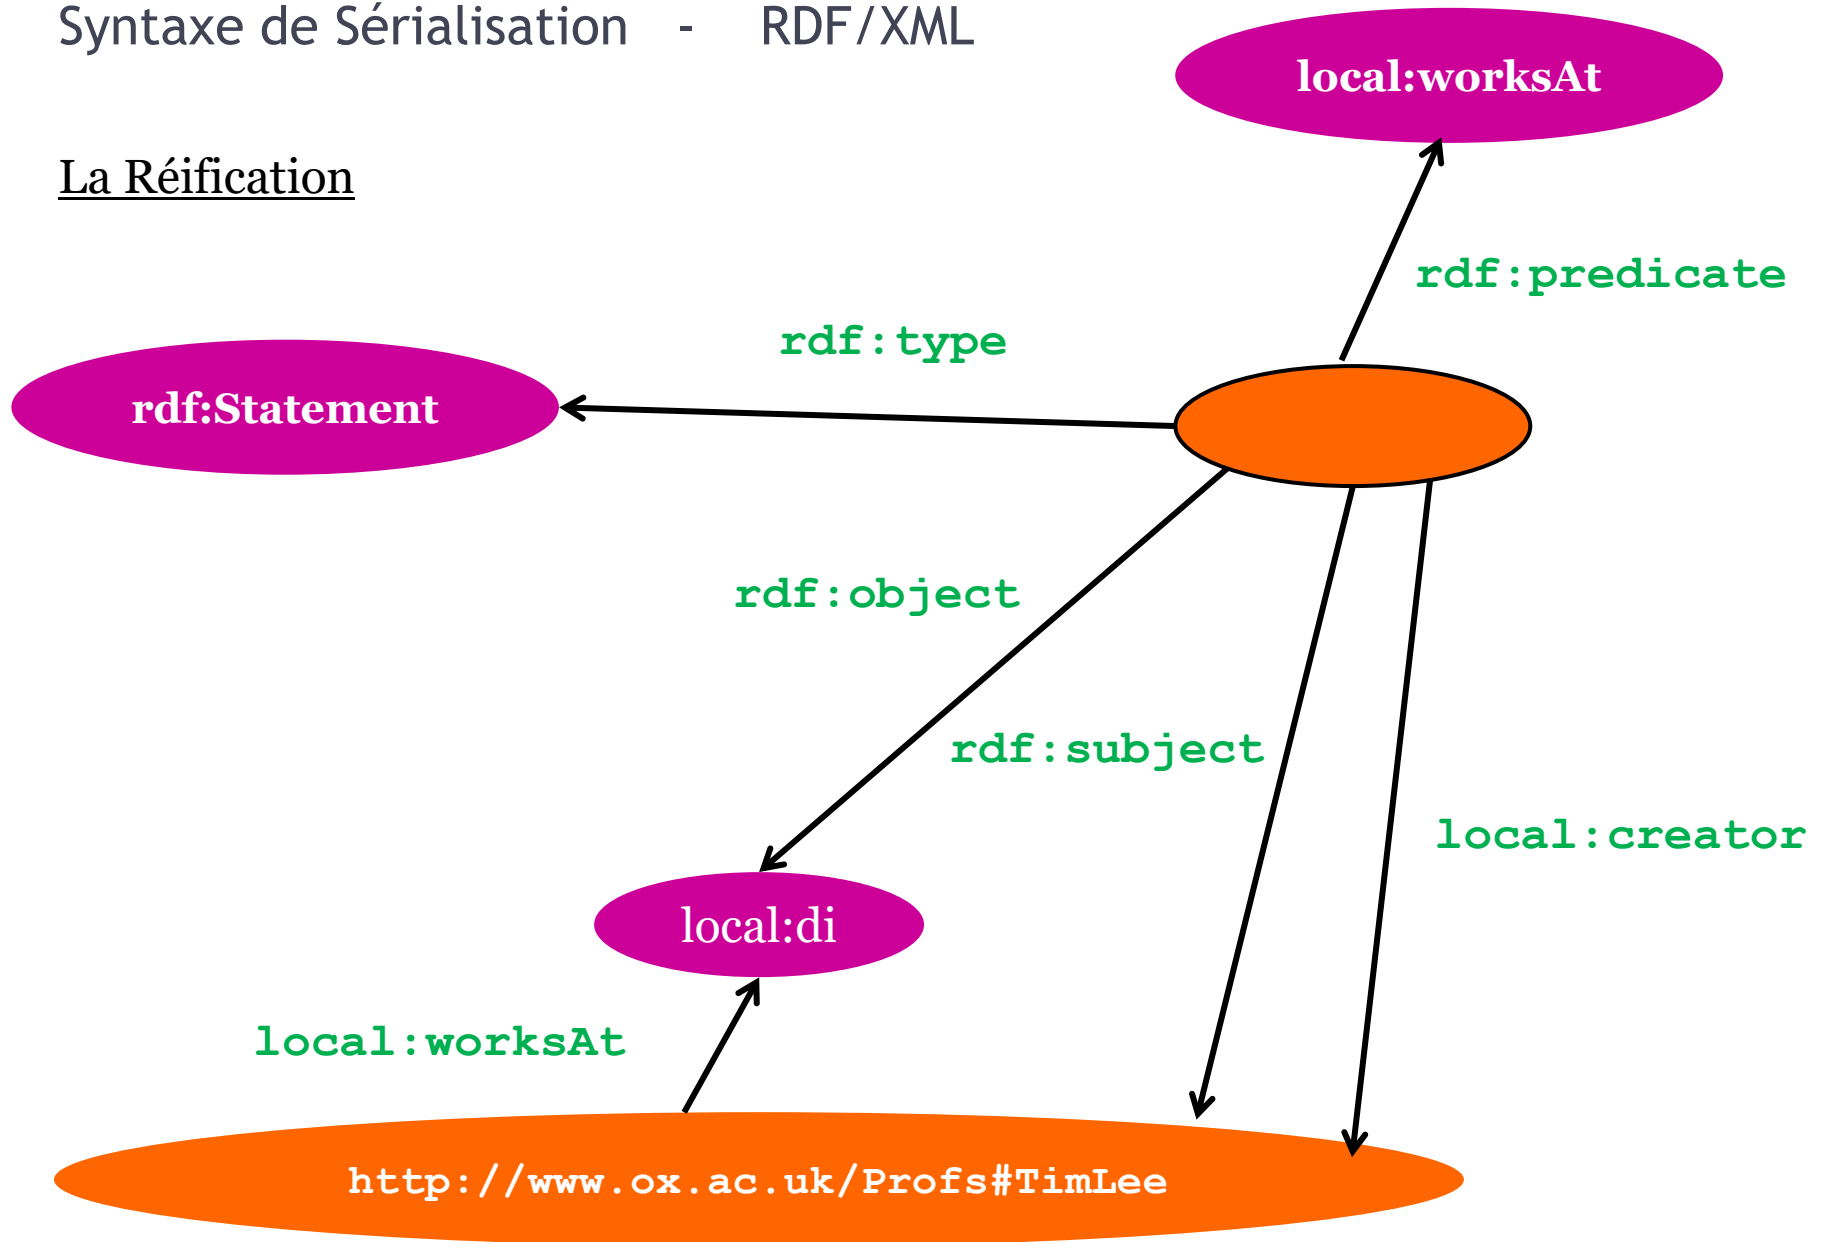 Syntaxe de Sérialisation - RDF/XML
local:worksAt
La Réification
rdf:predicate
rdf:type
rdf:Statement
rdf:object
rdf:subject
local:creator
local:di
local:worksAt
http://www.ox.ac.uk/Profs#TimLee